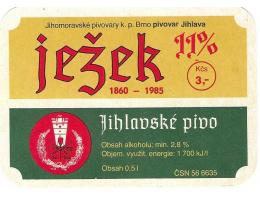 Jihomoravské pivovary k. p. Brno pivovar Jihlava
ježek
11%
Kčs
3,-
1860 – 1985
Jihlavské pivo
Obsah alkoholu: min. 2,8 %
Objem. využit. energie: 1 700 kJ/l
Obsah 0,5 l
ČSN 56 6635